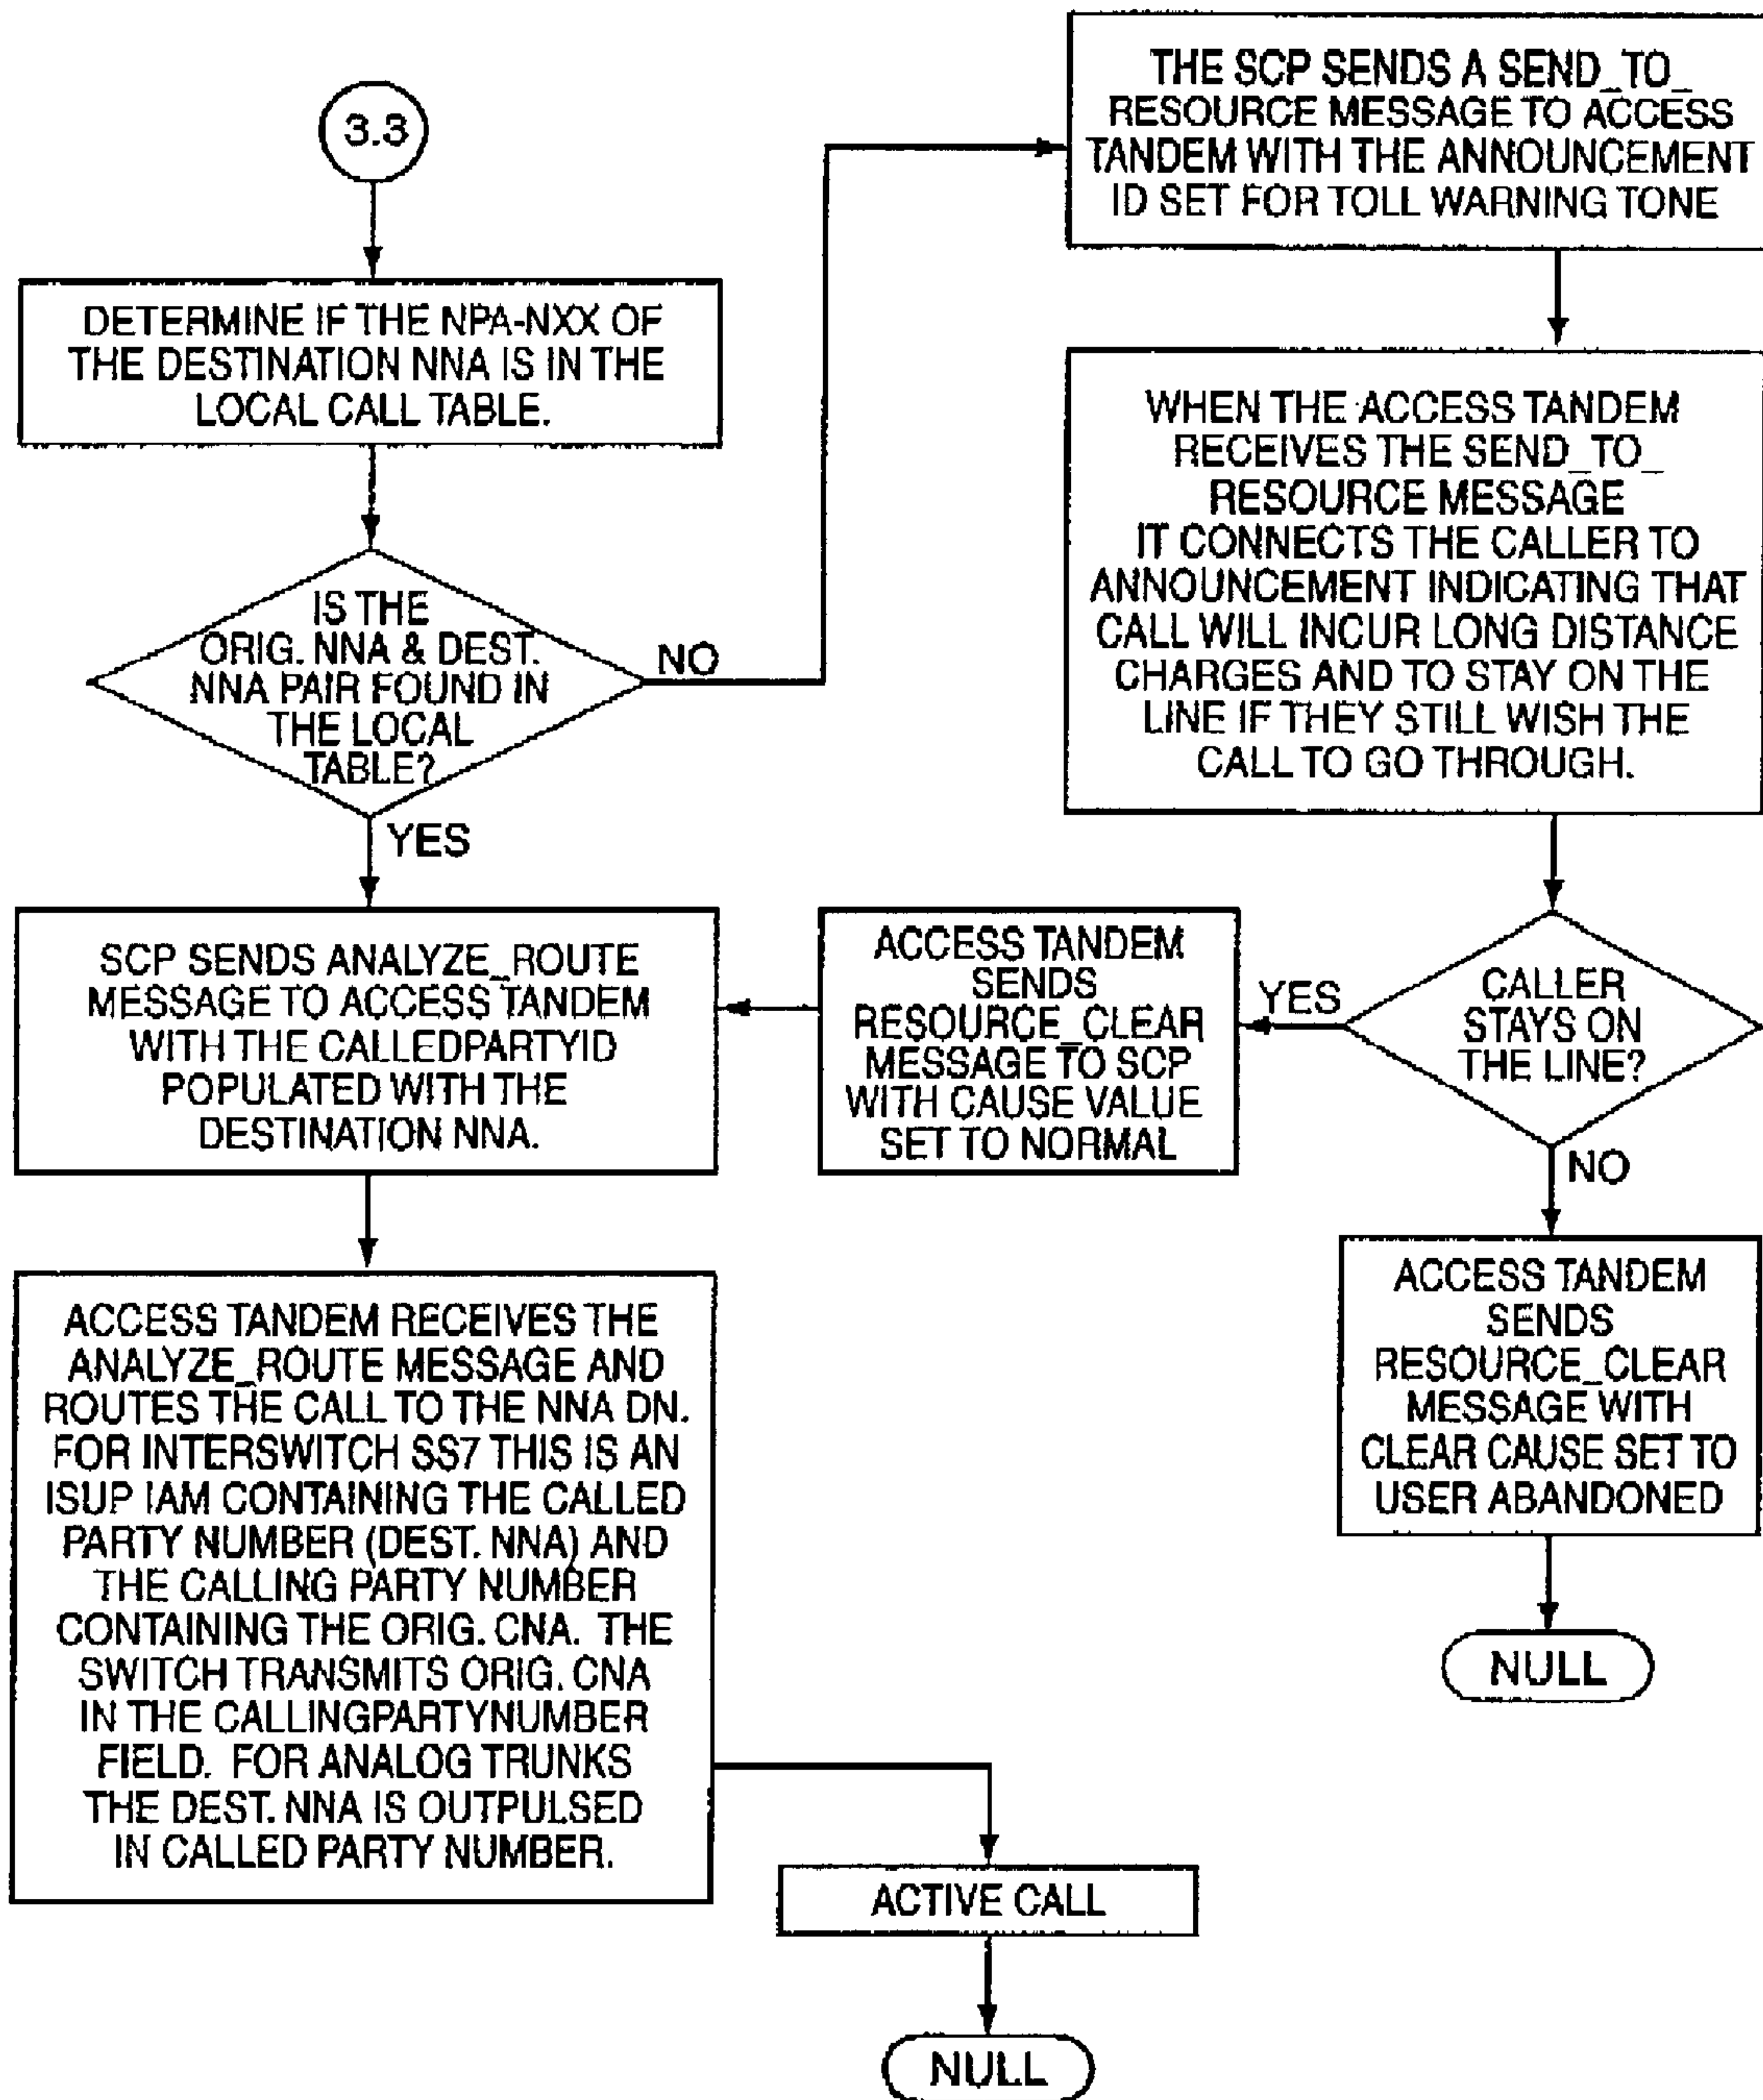 3.3
DETERMINE IF THE NPA-NXX OF
THE DESTINATION NNA IS IN THE
LOCAL CALL TABLE.
IS THE
ORIG. NNA & DEST.
NNA PAIR FOUND IN
THE LOCAL
TABLE?
NO
YES
THE SCP SENDS A SEND_TO_
RESOURCE MESSAGE TO ACCESS
TANDEM WITH THE ANNOUNCEMENT
ID SET FOR TOLL WARNING TONE
WHEN THE ACCESS TANDEM
RECEIVES THE SEND_TO_
RESOURCE MESSAGE
IT CONNECTS THE CALLER TO
ANNOUNCEMENT INDICATING THAT
CALL WILL INCUR LONG DISTANCE
CHARGES AND TO STAY ON THE
LINE IF THEY STILL WISH THE
CALL TO GO THROUGH.
CALLER
STAYS ON
THE LINE?
YES
NO
ACCESS TANDEM
SENDS
RESOURCE_CLEAR
MESSAGE TO SCP
WITH CAUSE VALUE
SET TO NORMAL
SCP SENDS ANALYZE_ROUTE
MESSAGE TO ACCESS TANDEM
WITH THE CALLEDPARTYID
POPULATED WITH THE
DESTINATION NNA.
ACCESS TANDEM
SENDS
RESOURCE_CLEAR
MESSAGE WITH
CLEAR CAUSE SET TO
USER ABANDONED
NULL
ACCESS TANDEM RECEIVES THE
ANALYZE_ROUTE MESSAGE AND
ROUTES THE CALL TO THE NNA DN.
FOR INTERSWITCH SS7 THIS IS AN
ISUP IAM CONTAINING THE CALLED
PARTY NUMBER (DEST. NNA) AND
THE CALLING PARTY NUMBER
CONTAINING THE ORIG. CNA. THE
SWITCH TRANSMITS ORIG. CNA
IN THE CALLINGPARTYNUMBER
FIELD. FOR ANALOG TRUNKS
THE DEST. NNA IS OUTPULSED
IN CALLED PARTY NUMBER.
ACTIVE CALL
NULL